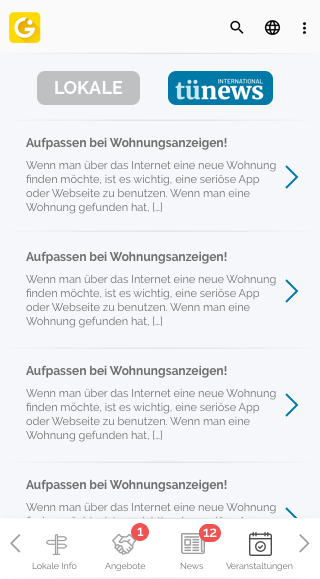 LOKALE
INTERNATIONAL
tünews
Aufpassen bei Wohnungsanzeigen!
Wenn man über das Internet eine neue Wohnung
finden möchte, ist es wichtig, eine seriöse App
oder Webseite zu benutzen. Wenn man eine
Wohnung gefunden hat, [...]
Aufpassen bei Wohnungsanzeigen!
Wenn man über das Internet eine neue Wohnung
finden möchte, ist es wichtig, eine seriöse App
oder Webseite zu benutzen. Wenn man eine
Wohnung gefunden hat, [...]
Aufpassen bei Wohnungsanzeigen!
Wenn man über das Internet eine neue Wohnung
finden möchte, ist es wichtig, eine seriöse App
oder Webseite zu benutzen. Wenn man eine
Wohnung gefunden hat, [...]
Aufpassen bei Wohnungsanzeigen!
Wenn man über das Internet eine neue Wohnung
1 12
Lokale Info Angebote News Veranstaltungen